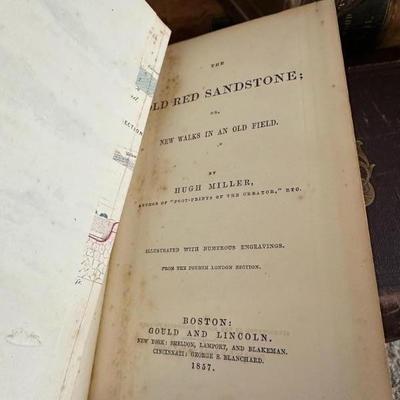 ECTION
THE
LD RED SANDSTONE;
OR,
NEW WALKS IN AN OLD FIELD.
BY
HUGH MILLER,
AUTHOR OF "FOOT-PRINTS OF THE CREATOR," ETC.
ILLUSTRATED WITH NUMEROUS ENGRAVINGS.
FROM THE FOURTH LONDON EDITION.
BOSTON:
GOULD AND LINCOLN.
NEW YORK: SHELDON, LAMPORT, AND BLAKEMAN.
CINCINNATI: GEORGE S. BLANCHARD.
1857.